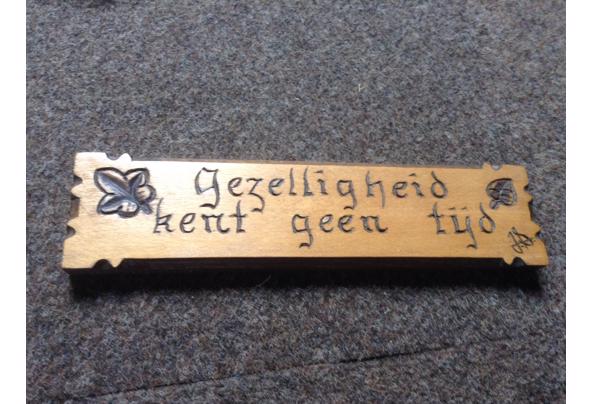 Gezelligheid
kent geen tijd